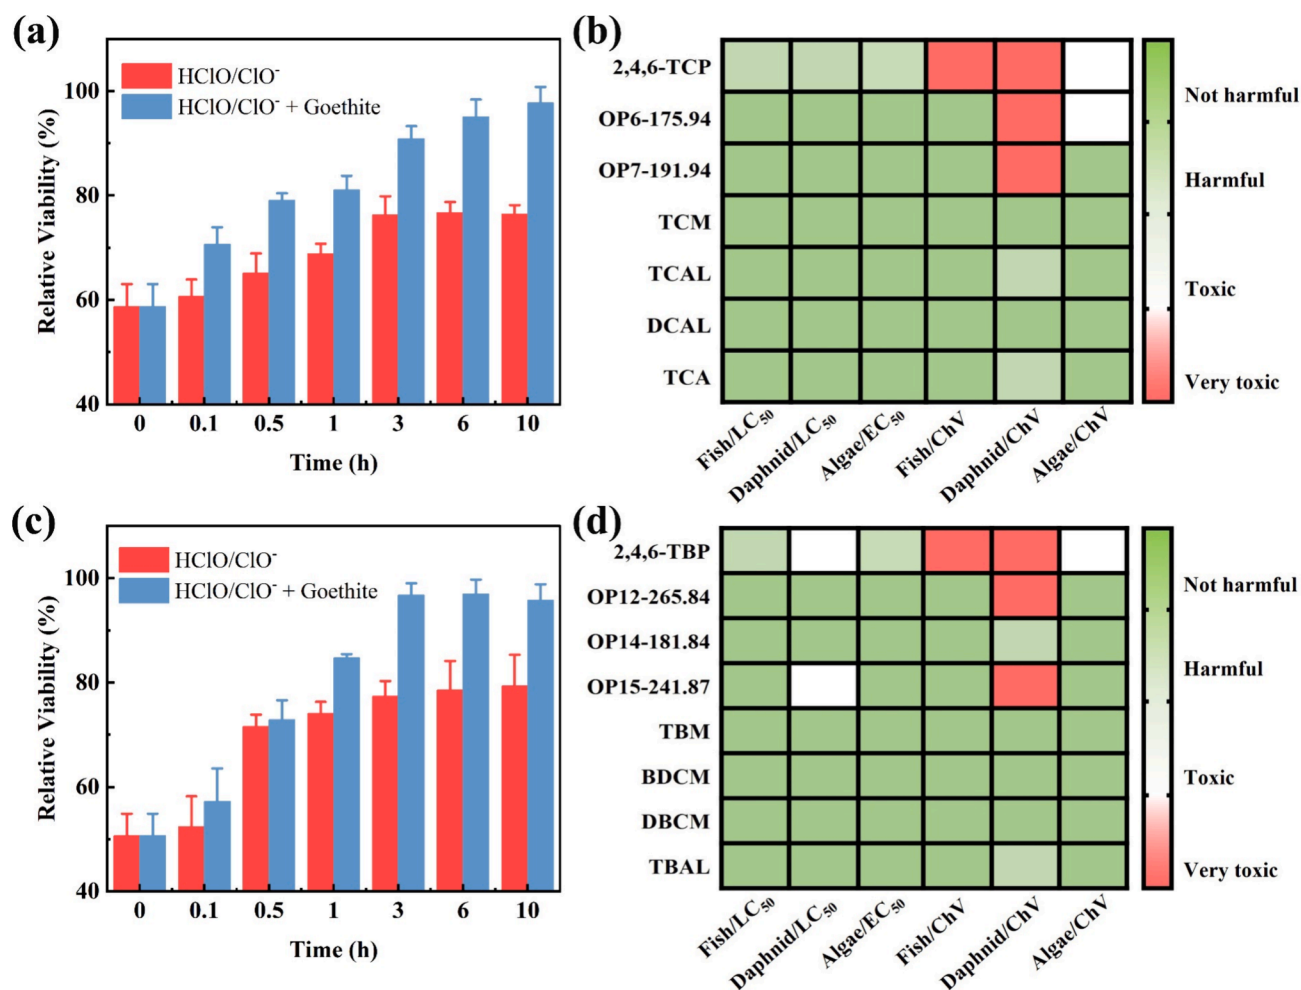 (a)
Relative Viability (%)
100
80
60
40
HClO/ClO⁻
HClO/ClO⁻ + Goethite
0 0.1 0.5 1 3 6 10
Time (h)
(b)
2,4,6-TCP
OP6-175.94
OP7-191.94
TCM
TCAL
DCAL
TCA
Fish/LC₅₀
Daphnid/LC₅₀
Algae/EC₅₀
Fish/ChV
Daphnid/ChV
Algae/ChV
Not harmful
Harmful
Toxic
Very toxic
(c)
Relative Viability (%)
100
80
60
40
HClO/ClO⁻
HClO/ClO⁻ + Goethite
0 0.1 0.5 1 3 6 10
Time (h)
(d)
2,4,6-TBP
OP12-265.84
OP14-181.84
OP15-241.87
TBM
BDCM
DBCM
TBAL
Fish/LC₅₀
Daphnid/LC₅₀
Algae/EC₅₀
Fish/ChV
Daphnid/ChV
Algae/ChV
Not harmful
Harmful
Toxic
Very toxic